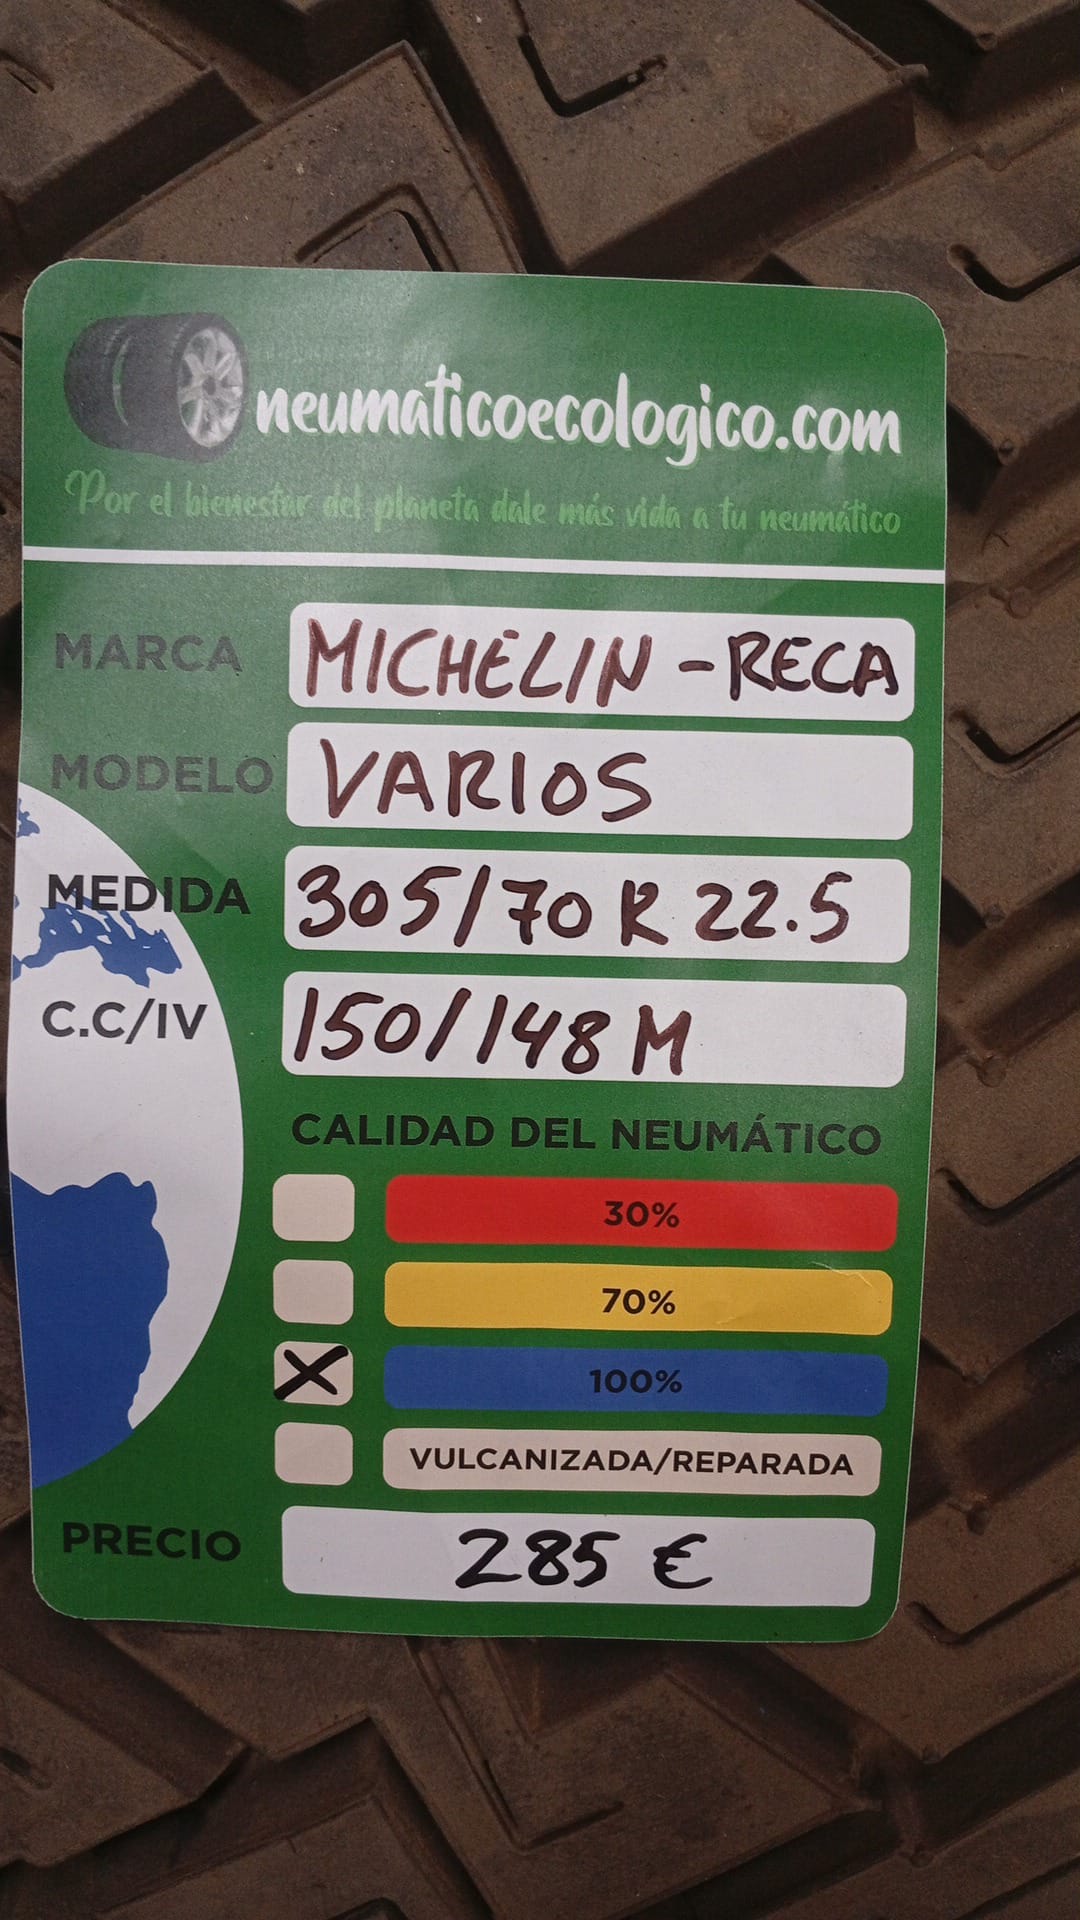 neumaticoecologico.com
Por el bienestar del planeta dale más vida a tu neumático
MARCA MICHELIN - RECA
MODELO VARIOS
MEDIDA 305/70 R 22.5
C.C/IV 150/148 M
CALIDAD DEL NEUMÁTICO
30%
70%
X 100%
VULCANIZADA/REPARADA
PRECIO 285 €